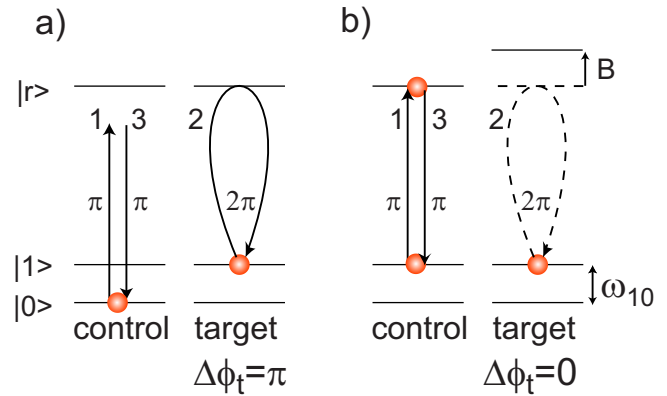 a)
b)
|r>
1 3 2
π π 2π
|1>
|0>
control target
Δϕt=π
B
1 3 2
π π 2π
ω10
control target
Δϕt=0